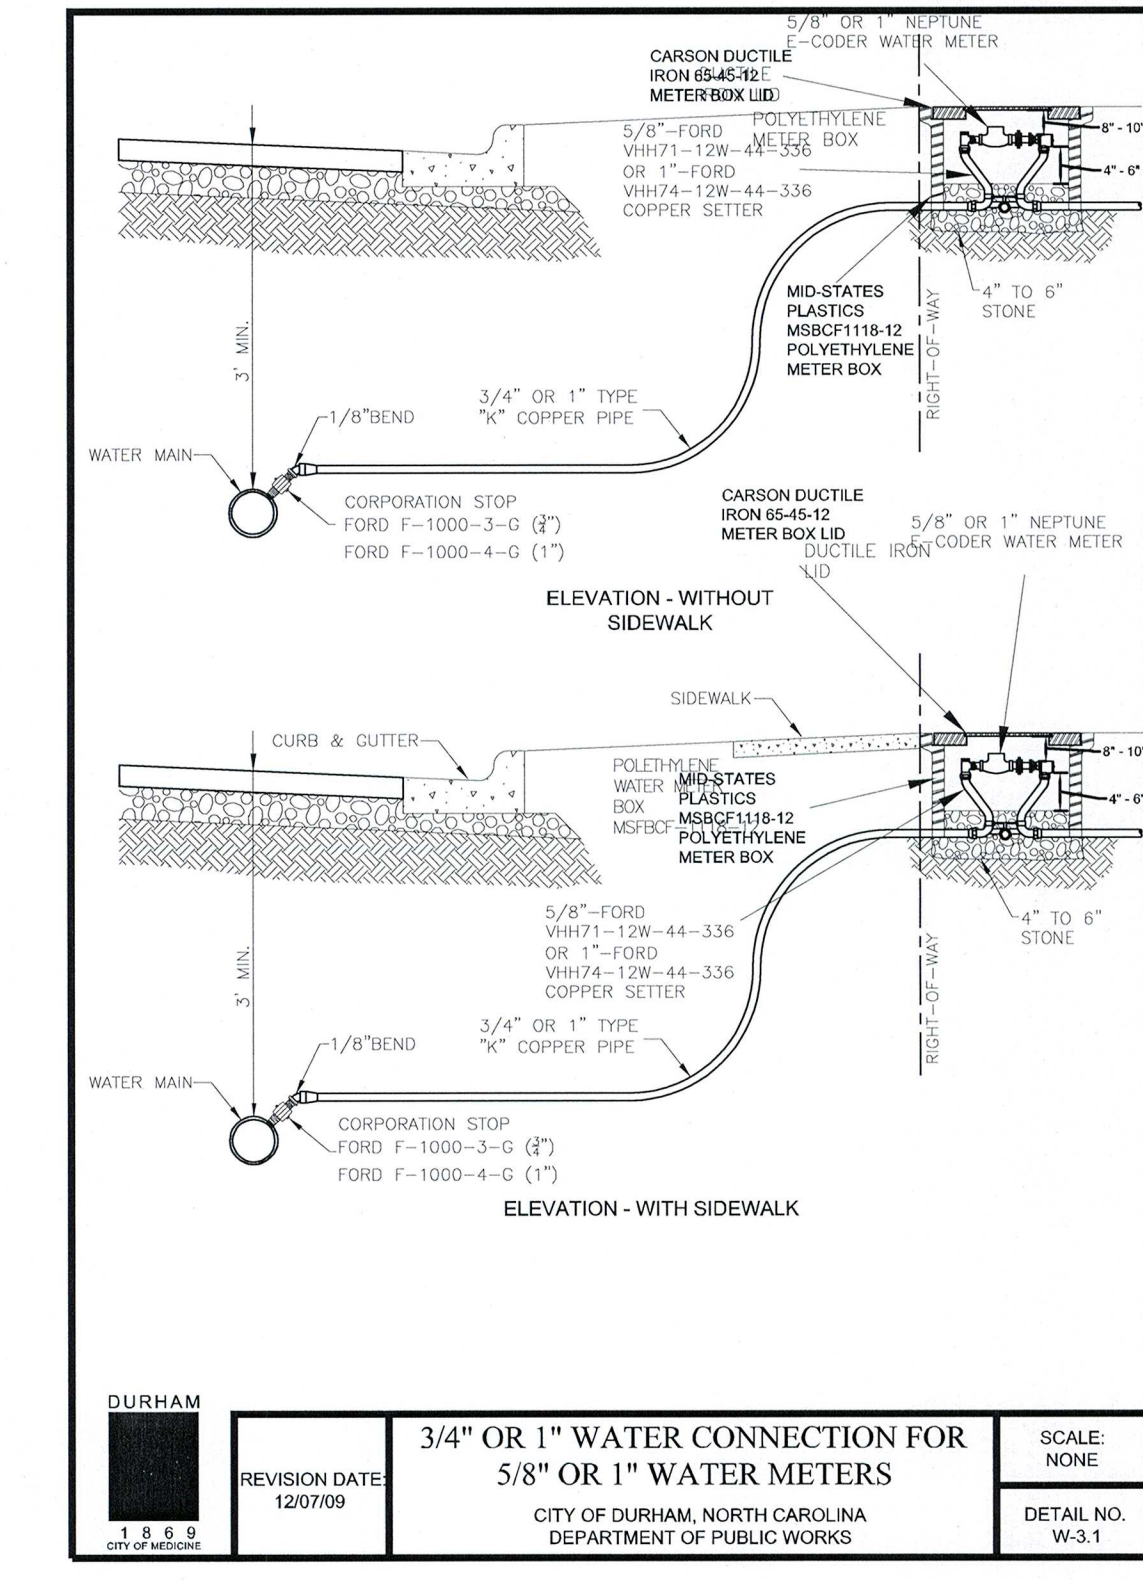 5/8" OR 1" NEPTUNE
E-CODER WATER METER
CARSON DUCTILE
IRON 65-45-12
METER BOX LID
POLYETHYLENE
METER BOX
5/8"-FORD
VHH71-12W-44-336
OR 1"-FORD
VHH74-12W-44-336
COPPER SETTER
8" - 10"
4" - 6"
MID-STATES
PLASTICS
MSBCF1118-12
POLYETHYLENE
METER BOX
4" TO 6"
STONE
RIGHT-OF-WAY
3' MIN.
3/4" OR 1" TYPE
"K" COPPER PIPE
1/8"BEND
WATER MAIN
CORPORATION STOP
FORD F-1000-3-G (3/4")
FORD F-1000-4-G (1")
ELEVATION - WITHOUT
SIDEWALK
CARSON DUCTILE
IRON 65-45-12
METER BOX LID
DUCTILE IRON
LID
5/8" OR 1" NEPTUNE
E-CODER WATER METER
SIDEWALK
CURB & GUTTER
POLETHYLENE
WATER METER
BOX
MID-STATES
PLASTICS
MSBCF1118-12
POLYETHYLENE
METER BOX
8" - 10"
4" - 6"
5/8"-FORD
VHH71-12W-44-336
OR 1"-FORD
VHH74-12W-44-336
COPPER SETTER
4" TO 6"
STONE
RIGHT-OF-WAY
3' MIN.
3/4" OR 1" TYPE
"K" COPPER PIPE
1/8"BEND
WATER MAIN
CORPORATION STOP
FORD F-1000-3-G (3/4")
FORD F-1000-4-G (1")
ELEVATION - WITH SIDEWALK
DURHAM
1 8 6 9
CITY OF MEDICINE
REVISION DATE:
12/07/09
3/4" OR 1" WATER CONNECTION FOR
5/8" OR 1" WATER METERS
CITY OF DURHAM, NORTH CAROLINA
DEPARTMENT OF PUBLIC WORKS
SCALE:
NONE
DETAIL NO.
W-3.1